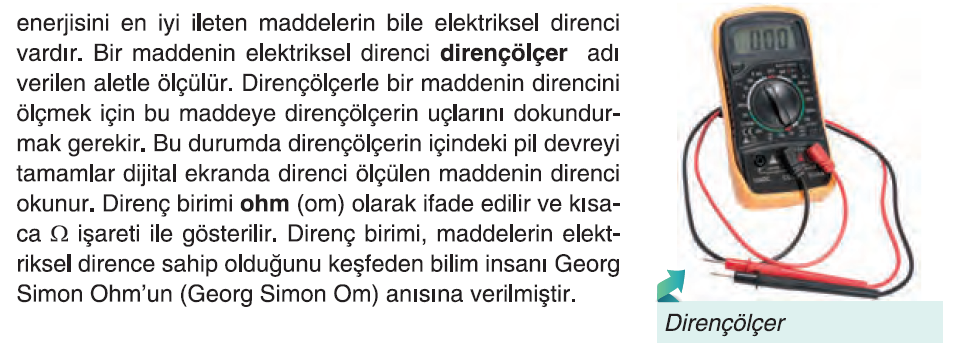 enerjisini en iyi ileten maddelerin bile elektriksel direnci
vardır. Bir maddenin elektriksel direnci dirençölçer adı
verilen aletle ölçülür. Dirençölçerle bir maddenin direncini
ölçmek için bu maddeye dirençölçerin uçlarını dokundur-
mak gerekir. Bu durumda dirençölçerin içindeki pil devreyi
tamamlar dijital ekranda direnci ölçülen maddenin direnci
okunur. Direnç birimi ohm (om) olarak ifade edilir ve kısa-
ca Ω işareti ile gösterilir. Direnç birimi, maddelerin elekt-
riksel dirence sahip olduğunu keşfeden bilim insanı Georg
Simon Ohm'un (Georg Simon Om) anısına verilmiştir.
000
Dirençölçer